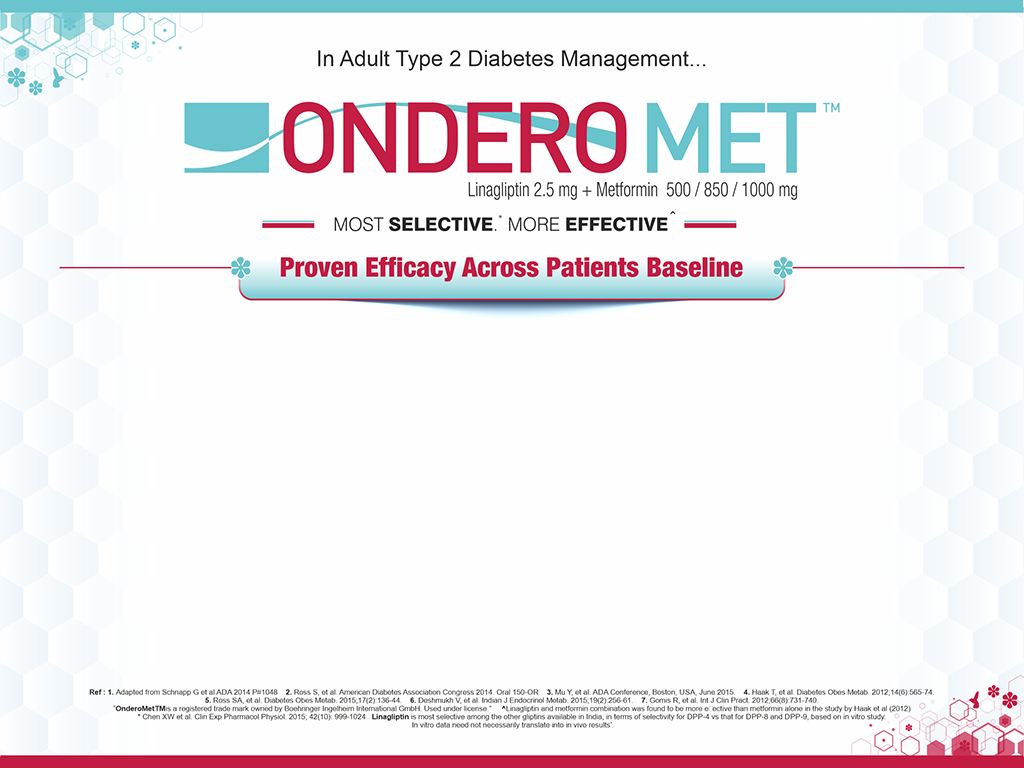 In Adult Type 2 Diabetes Management...
ONDERO MET™
Linagliptin 2.5 mg + Metformin 500 / 850 / 1000 mg
MOST SELECTIVE.* MORE EFFECTIVE^
Proven Efficacy Across Patients Baseline
Ref : 1. Adapted from Schnapp G et al ADA 2014 P#1048 2. Ross S, et al. American Diabetes Association Congress 2014. Oral 150-OR 3. Mu Y, et al. ADA Conference, Boston, USA, June 2015. 4. Haak T, et al. Diabetes Obes Metab. 2012;14(6):565-74.
5. Ross SA, et al. Diabetes Obes Metab. 2015;17(2):136-44. 6. Deshmukh V, et al. Indian J Endocrinol Metab. 2015;19(2):256-61. 7. Gomis R, et al. Int J Clin Pract. 2012;66(8):731-740.
"OnderoMetTMis a registered trade mark owned by Boehringer Ingelheim International GmbH. Used under license." ^Linagliptin and metformin combination was found to be more e ective than metformin alone in the study by Haak et al (2012)
* Chen XW et al. Clin Exp Pharmacol Physiol. 2015; 42(10): 999-1024 Linagliptin is most selective among the other gliptins available in India, in terms of selectivity for DPP-4 vs that for DPP-8 and DPP-9, based on in vitro study.
In vitro data need not necessarily translate into in vivo results'.